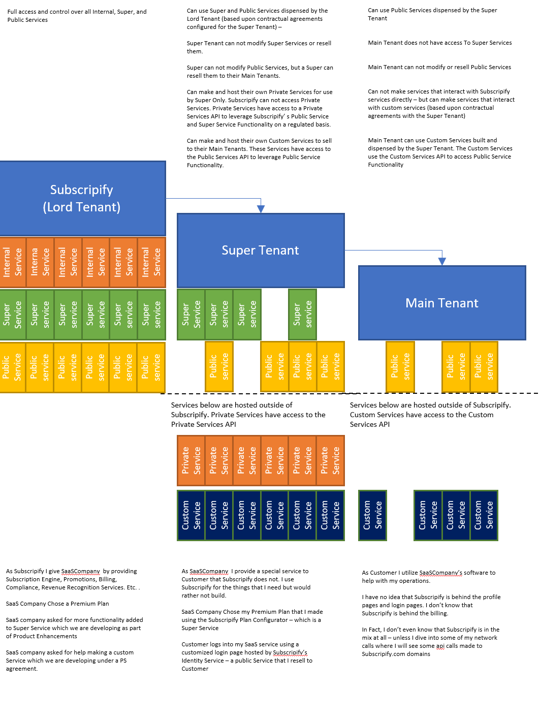 Full access and control over all Internal, Super, and
Public Services
Can use Super and Public Services dispensed by the
Lord Tenant (based upon contractual agreements
configured for the Super Tenant) –
Super Tenant can not modify Super Services or resell
them.
Super can not modify Public Services, but a Super can
resell them to their Main Tenants.
Can make and host their own Private Services for use
by Super Only. Subscripify can not access Private
Services. Private Services have access to a Private
Services API to leverage Subscripify' s Public Service
and Super Service Functionality on a regulated basis.
Can make and host their own Custom Services to sell
to their Main Tenants. These Services have access to
the Public Services API to leverage Public Service
Functionality.
Can use Public Services dispensed by the Super
Tenant
Main Tenant does not have access To Super Services
Main Tenant can not modify or resell Public Services
Can not make services that interact with Subscripify
services directly – but can make services that interact
with custom services (based upon contractual
agreements with the Super Tenant)
Main Tenant can use Custom Services built and
dispensed by the Super Tenant. The Custom Services
use the Custom Services API to access Public Service
Functionality
Subscripify
(Lord Tenant)
Super Tenant
Main Tenant
Internal
Service
Interna
Service
Internal
Service
Internal
Service
Internal
Service
Internal
Service
Super
Service
Super
Service
Super
Service
Super
Service
Super
Service
Super
Service
Super
service
Super
service
Super
service
Super
service
Public
service
Public
service
Public
service
Public
service
Public
service
Public
service
Public
service
Public
service
Public
service
Public
service
Public
service
Public
service
Public
service
Services below are hosted outside of
Subscripify. Private Services have access to the
Private Services API
Services below are hosted outside of Subscripify.
Custom Services have access to the Custom
Services API
Private
Service
Private
Service
Private
Service
Private
Service
Private
Service
Private
Service
Custom
Service
Custom
Service
Custom
Service
Custom
Service
Custom
Service
Custom
Service
Custom
Service
Custom
Service
Custom
Service
Custom
Service
As Subscripify I give SaaSCompany by providing
Subscription Engine, Promotions, Billing,
Compliance, Revenue Recognition Services. Etc. .
SaaS Company Chose a Premium Plan
SaaS company asked for more functionality added
to Super Service which we are developing as part
of Product Enhancements
SaaS company asked for help making a custom
Service which we are developing under a PS
agreement.
As SaaSCompany I provide a special service to
Customer that Subscripify does not. I use
Subscripify for the things that I need but would
rather not build.
SaaS Company Chose my Premium Plan that I made
using the Subscripify Plan Configurator – which is a
Super Service
Customer logs into my SaaS service using a
customized login page hosted by Subscripify's
Identity Service – a public Service that I resell to
Customer
As Customer I utilize SaaSCompany's software to
help with my operations.
I have no idea that Subscripify is behind the profile
pages and login pages. I don't know that
Subscripify is behind the billing.
In Fact, I don't even know that Subscripify is in the
mix at all – unless I dive into some of my network
calls where I will see some api calls made to
Subscripify.com domains